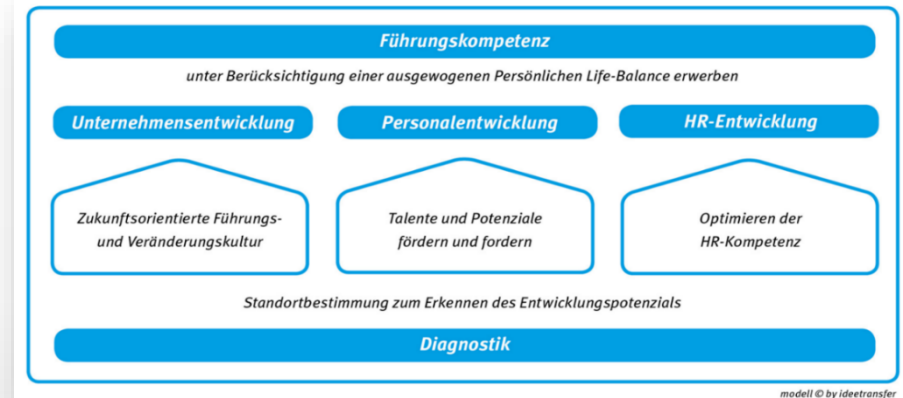 Führungskompetenz
unter Berücksichtigung einer ausgewogenen Persönlichen Life-Balance erwerben
Unternehmensentwicklung
Personalentwicklung
HR-Entwicklung
Zukunftsorientierte Führungs-
und Veränderungskultur
Talente und Potenziale
fördern und fordern
Optimieren der
HR-Kompetenz
Standortbestimmung zum Erkennen des Entwicklungspotenzials
Diagnostik
modell © by ideetransfer